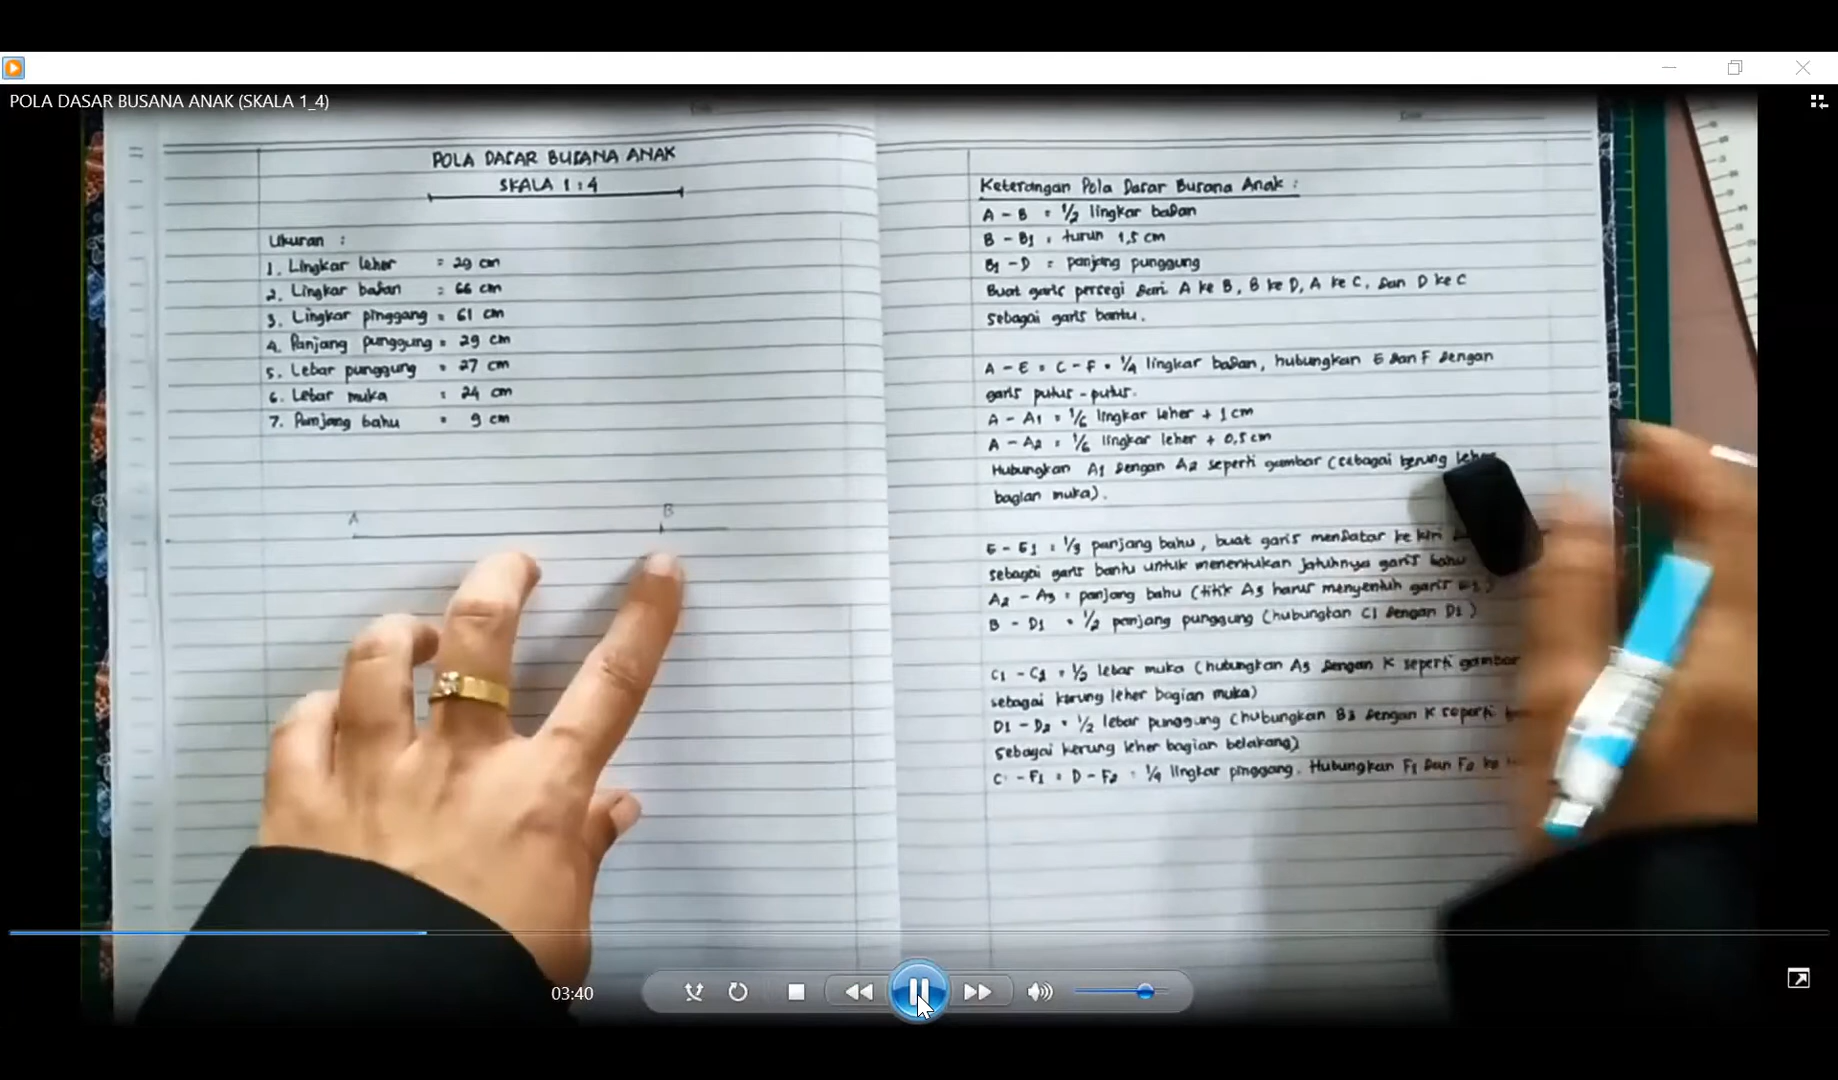 POLA DASAR BUSANA ANAK (SKALA 1_4)
POLA DASAR BUSANA ANAK
SKALA 1 : 4
Ukuran :
1. Lingkar leher = 29 cm
2. Lingkar badan = 66 cm
3. Lingkar pinggang = 61 cm
4. Panjang punggung = 29 cm
5. Lebar punggung = 27 cm
6. Lebar muka = 24 cm
7. Panjang bahu = 9 cm
A B
Keterangan Pola Dasar Busana Anak :
A - B = 1/2 lingkar badan
B - B1 = turun 1,5 cm
B1 - D = panjang punggung
Buat garis persegi dari A ke B, B ke D, A ke C, dan D ke C
sebagai garis bantu.
A - E = C - F = 1/4 lingkar badan, hubungkan E dan F dengan
garis putus - putus.
A - A1 = 1/6 lingkar leher + 1 cm
A - A2 = 1/6 lingkar leher + 0,5 cm
Hubungkan A1 dengan A2 seperti gambar (sebagai kerung leher
bagian muka).
E - E1 = 1/3 panjang bahu, buat garis mendatar ke kiri
sebagai garis bantu untuk menentukan jatuhnya garis bahu
A2 - A3 = panjang bahu (titik A3 harus menyentuh garis E1)
B - D1 = 1/2 panjang punggung (hubungkan C1 dengan D1)
C1 - C2 = 1/2 lebar muka (hubungkan A3 dengan K seperti gambar
sebagai kerung leher bagian muka)
D1 - D2 = 1/2 lebar punggung (hubungkan B3 dengan K seperti
sebagai kerung leher bagian belakang)
C - F1 = D - F2 = 1/4 lingkar pinggang. Hubungkan F1 dan F2 ke
03:40